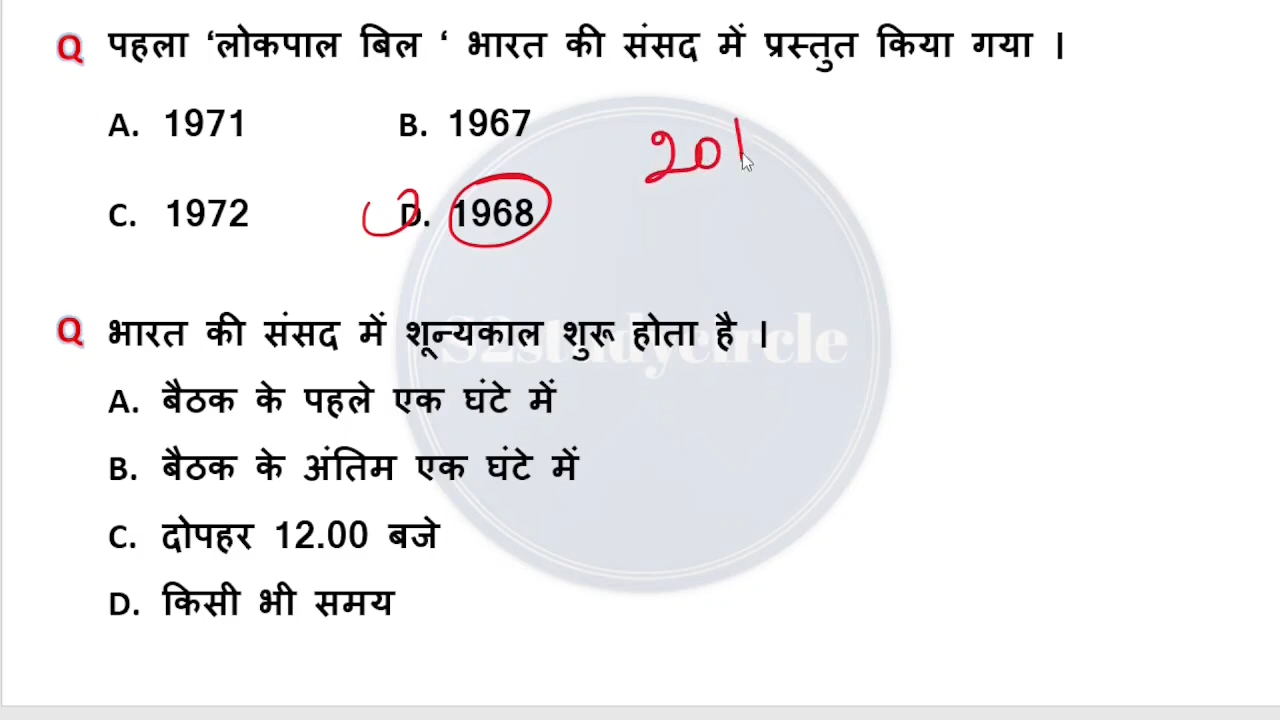 Q पहला ‘लोकपाल बिल ‘ भारत की संसद में प्रस्तुत किया गया ।
A. 1971 B. 1967
201
C. 1972 D. 1968
Q भारत की संसद में शून्यकाल शुरू होता है ।
S2studycircle
A. बैठक के पहले एक घंटे में
B. बैठक के अंतिम एक घंटे में
C. दोपहर 12.00 बजे
D. किसी भी समय